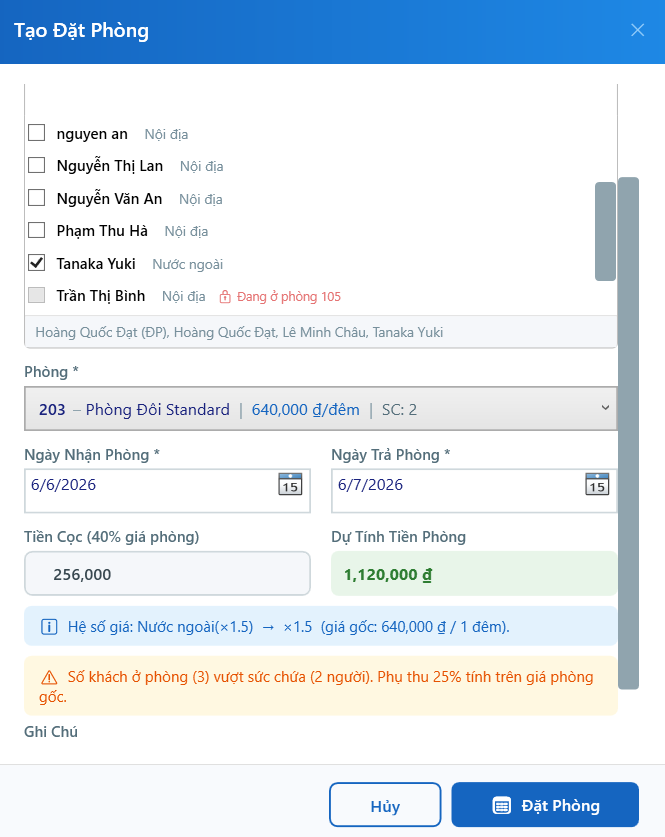 Tạo Đặt Phòng
nguyen an Nội địa
Nguyễn Thị Lan Nội địa
Nguyễn Văn An Nội địa
Phạm Thu Hà Nội địa
Tanaka Yuki Nước ngoài
Trần Thị Bình Nội địa Đang ở phòng 105
Hoàng Quốc Đạt (ĐP), Hoàng Quốc Đạt, Lê Minh Châu, Tanaka Yuki
Phòng *
203 – Phòng Đôi Standard | 640,000 ₫/đêm | SC: 2
Ngày Nhận Phòng * Ngày Trả Phòng *
6/6/2026 15 6/7/2026 15
Tiền Cọc (40% giá phòng) Dự Tính Tiền Phòng
256,000 1,120,000 ₫
Hệ số giá: Nước ngoài(×1.5) → ×1.5 (giá gốc: 640,000 ₫ / 1 đêm).
Số khách ở phòng (3) vượt sức chứa (2 người). Phụ thu 25% tính trên giá phòng
gốc.
Ghi Chú
Hủy Đặt Phòng